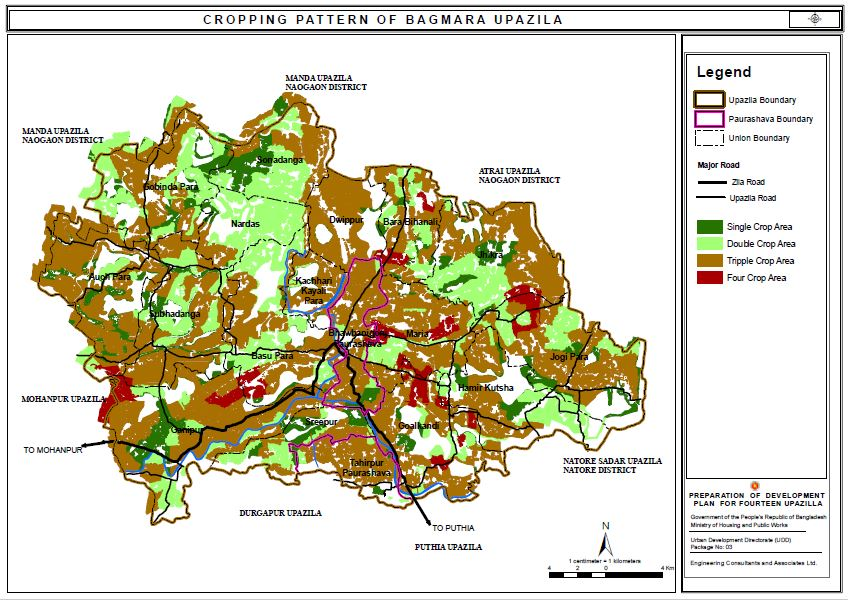 CROPPING PATTERN OF BAGMARA UPAZILA
MANDA UPAZILA
NAOGAON DISTRICT
MANDA UPAZILA
NAOGAON DISTRICT
ATRAI UPAZILA
NAOGAON DISTRICT
Sonadanga
Gobinda Para
Nardas
Dwippur
Bara Bihanali
Jhikra
Auch Para
Kachhari
Kayali
Para
Subhadanga
Bhawbaniganj
Paurashava
Maria
Basu Para
Jogi Para
Hamir Kutsha
MOHANPUR UPAZILA
Ganipur
Sreepur
Goalkandi
TO MOHANPUR
Tahirpur
Paurashava
NATORE SADAR UPAZILA
NATORE DISTRICT
DURGAPUR UPAZILA
TO PUTHIA
PUTHIA UPAZILA
N
1 centimeter = 1 kilometers
4 2 0 4 Km
Legend
Upazila Boundary
Paurashava Boundary
Union Boundary
Major Road
Zila Road
Upazila Road
Single Crop Area
Double Crop Area
Tripple Crop Area
Four Crop Area
PREPARATION OF DEVELOPMENT
PLAN FOR FOURTEEN UPAZILLA
Government of the People's Republic of Bangladesh
Ministry of Housing and Public Works
Urban Development Directorate (UDD)
Package No: 03
Engineering Consultants and Associates Ltd.